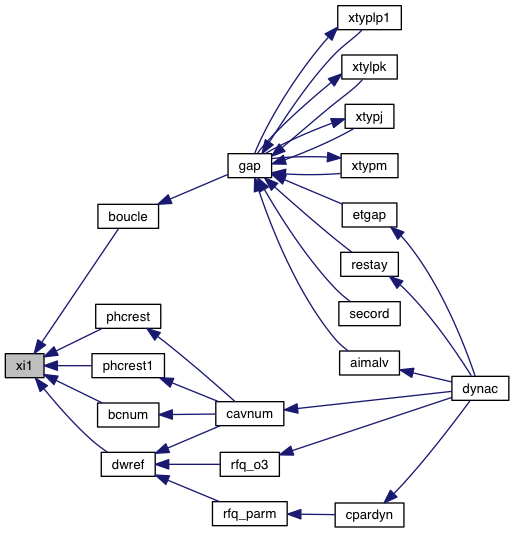 xtyplp1
xtylpk
xtypj
gap
xtypm
boucle
etgap
restay
phcrest
secord
xi1
phcrest1
aimalv
dynac
bcnum
cavnum
dwref
rfq_o3
rfq_parm
cpardyn